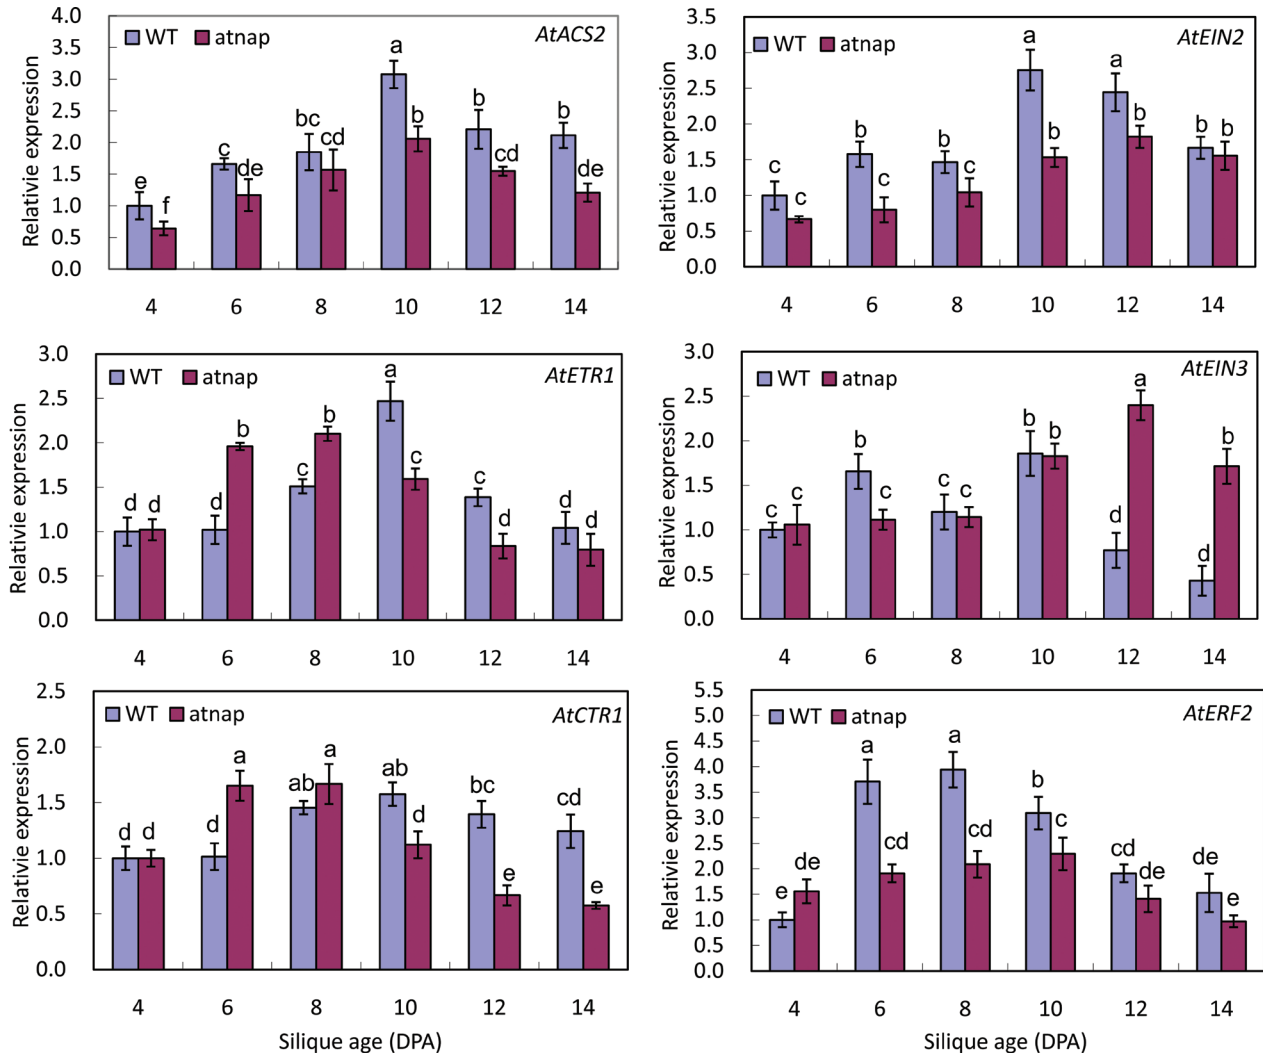 4.0
WT atnap
AtACS2
3.5
3.0
2.5
2.0
1.5
1.0
0.5
0.0
Relativie expression
e f c de bc cd a b b cd b de
4 6 8 10 12 14
3.5
WT atnap
AtEIN2
3.0
2.5
2.0
1.5
1.0
0.5
0.0
Relativie expression
c c b c b c a b a b b b
4 6 8 10 12 14
3.0
WT atnap
AtETR1
2.5
2.0
1.5
1.0
0.5
0.0
Relativie expression
d d d b c b a c c d d d
4 6 8 10 12 14
3.0
WT atnap
AtEIN3
2.5
2.0
1.5
1.0
0.5
0.0
Relativie expression
c c b c c c b b d a d b
4 6 8 10 12 14
2.5
WT atnap
AtCTR1
2.0
1.5
1.0
0.5
0.0
Relativie expression
d d d a ab a ab d bc e cd e
4 6 8 10 12 14
Silique age (DPA)
5.5
WT atnap
AtERF2
5.0
4.5
4.0
3.5
3.0
2.5
2.0
1.5
1.0
0.5
0.0
Relativie expression
e de a cd a cd b c cd de de e
4 6 8 10 12 14
Silique age (DPA)